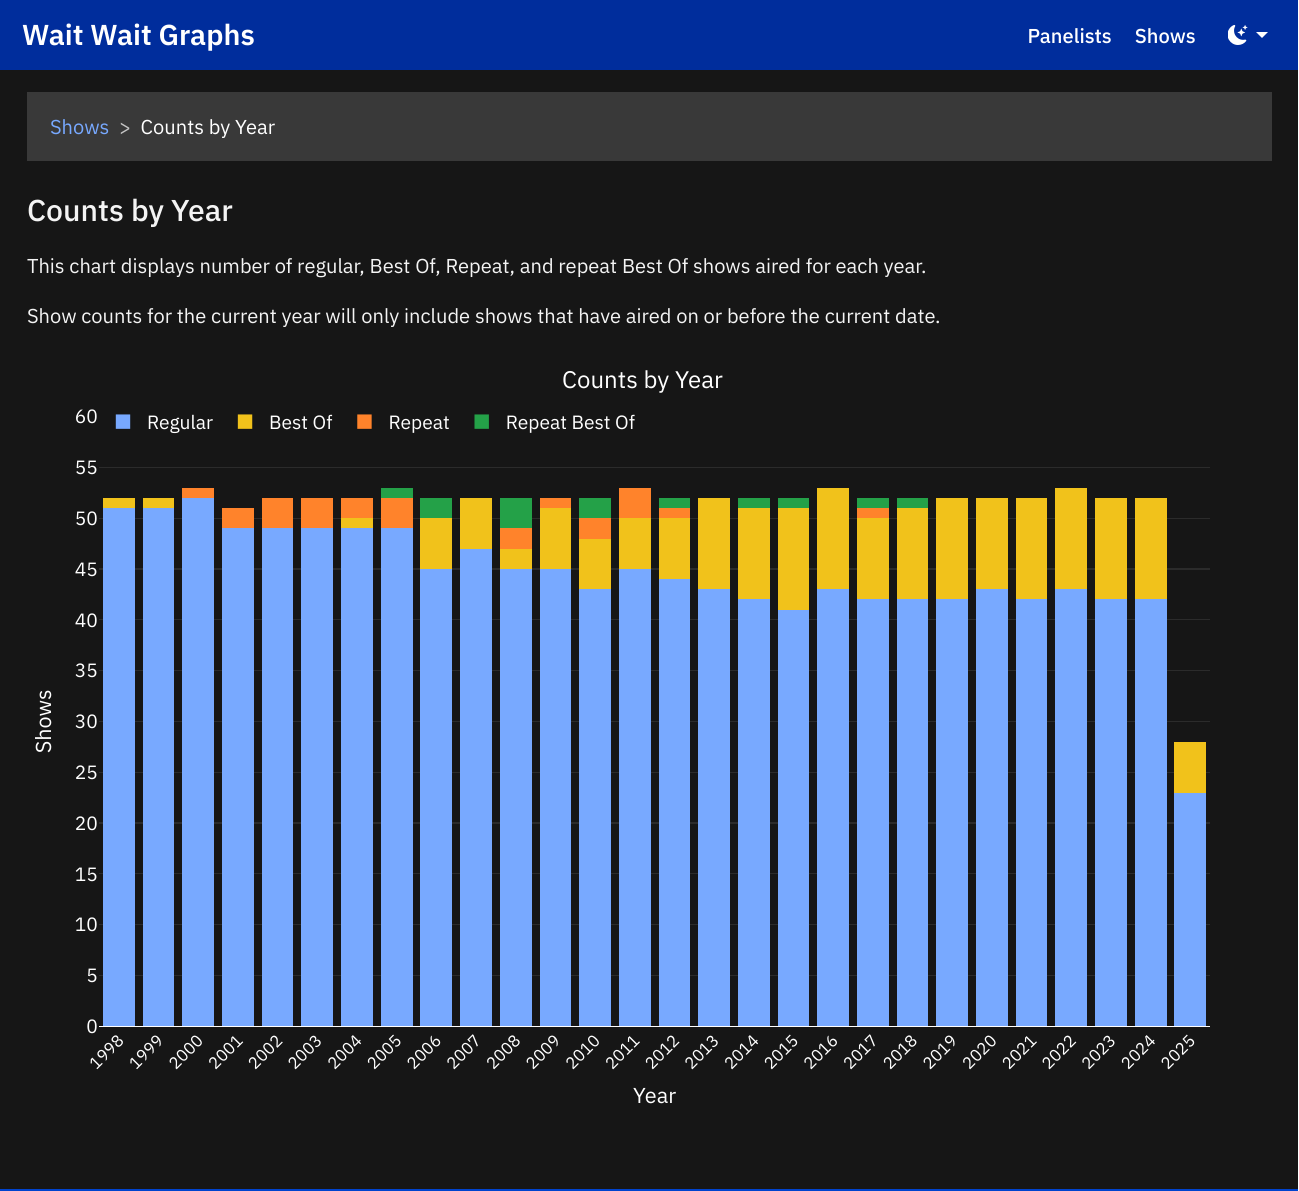 Wait Wait Graphs
Panelists Shows
Shows > Counts by Year
Counts by Year
This chart displays number of regular, Best Of, Repeat, and repeat Best Of shows aired for each year.
Show counts for the current year will only include shows that have aired on or before the current date.
Counts by Year
Regular Best Of Repeat Repeat Best Of
60
55
50
45
40
35
30
25
20
15
10
5
0
Shows
1998 1999 2000 2001 2002 2003 2004 2005 2006 2007 2008 2009 2010 2011 2012 2013 2014 2015 2016 2017 2018 2019 2020 2021 2022 2023 2024 2025
Year